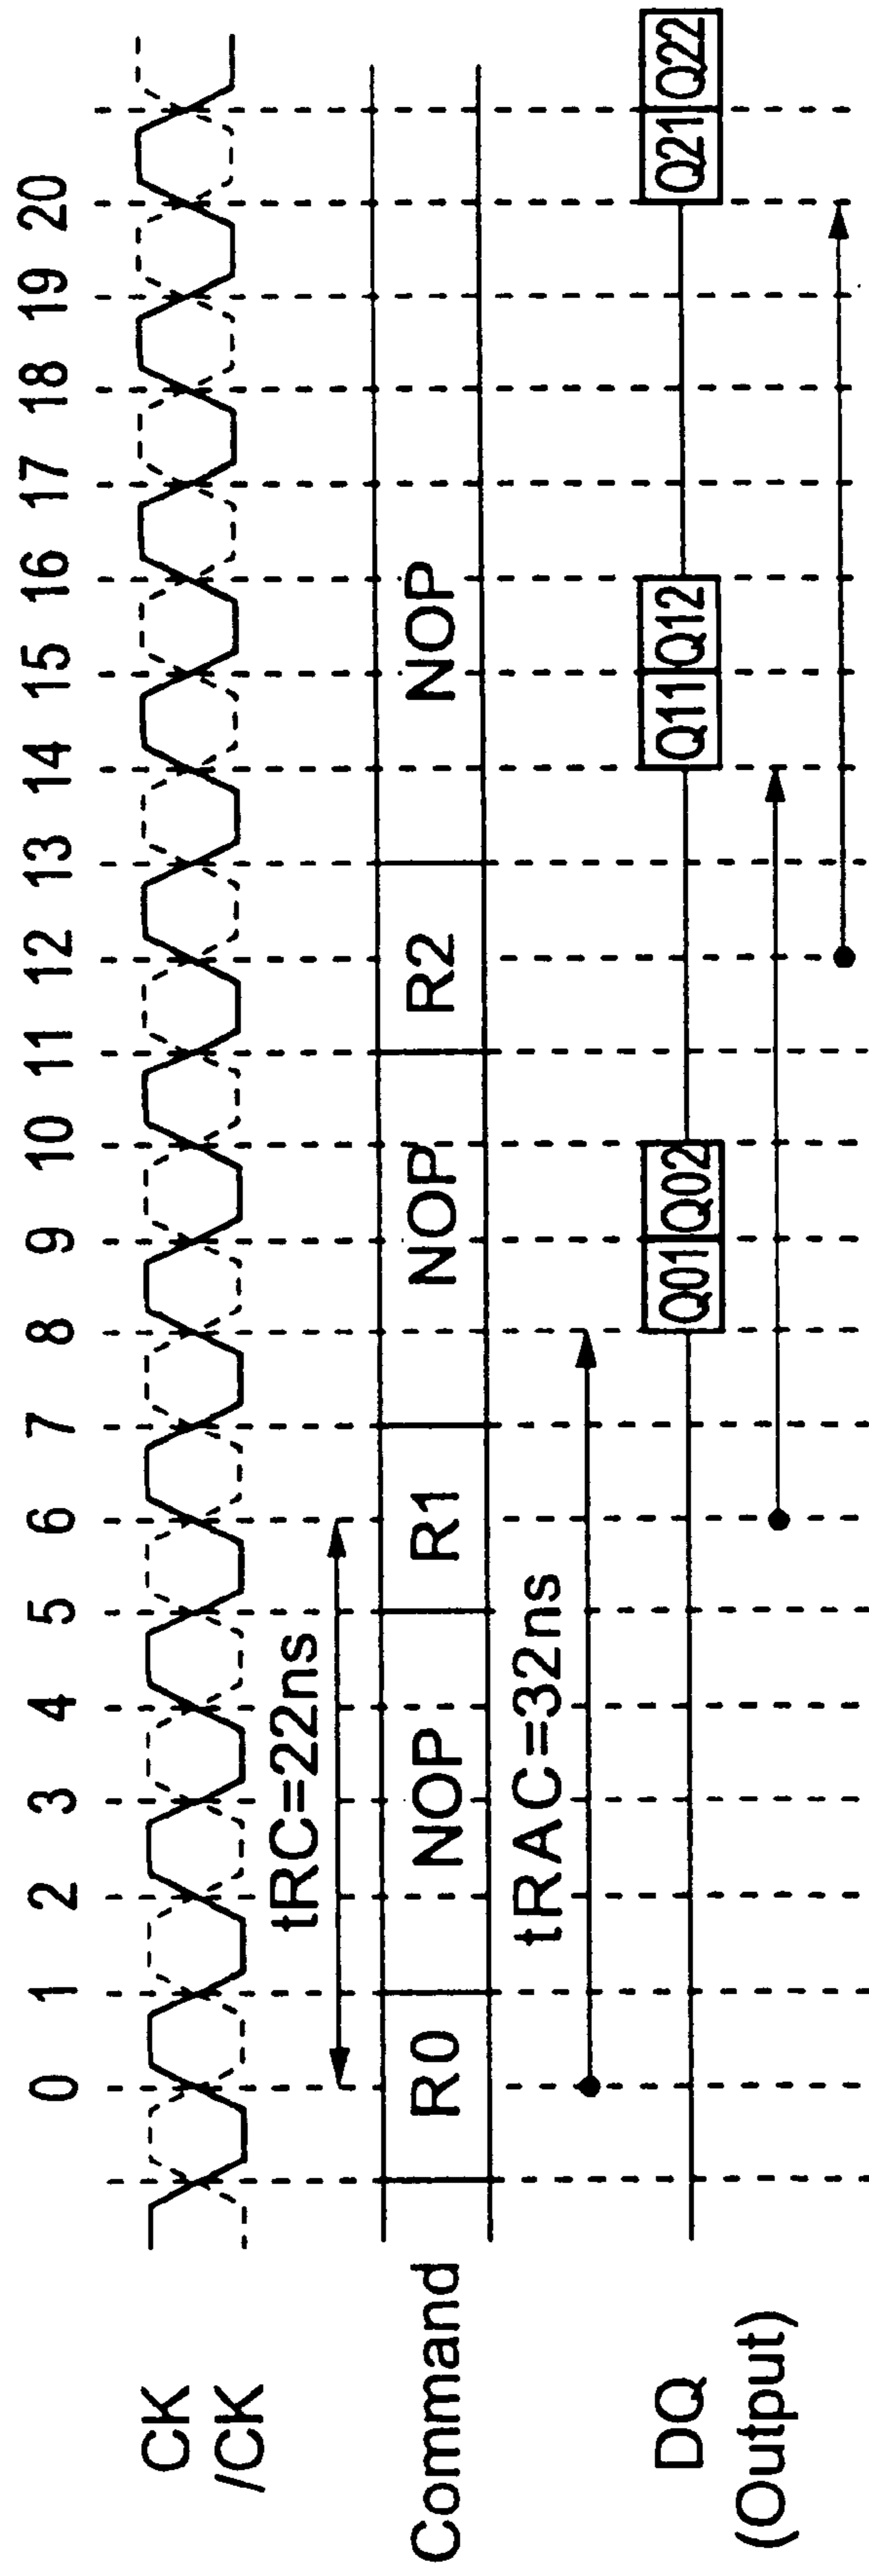 0 1 2 3 4 5 6 7 8 9 10 11 12 13 14 15 16 17 18 19 20
CK
/CK
tRC=22ns
Command R0 NOP R1 NOP R2 NOP
tRAC=32ns
DQ Q01 Q02 Q11 Q12 Q21 Q22
(Output)